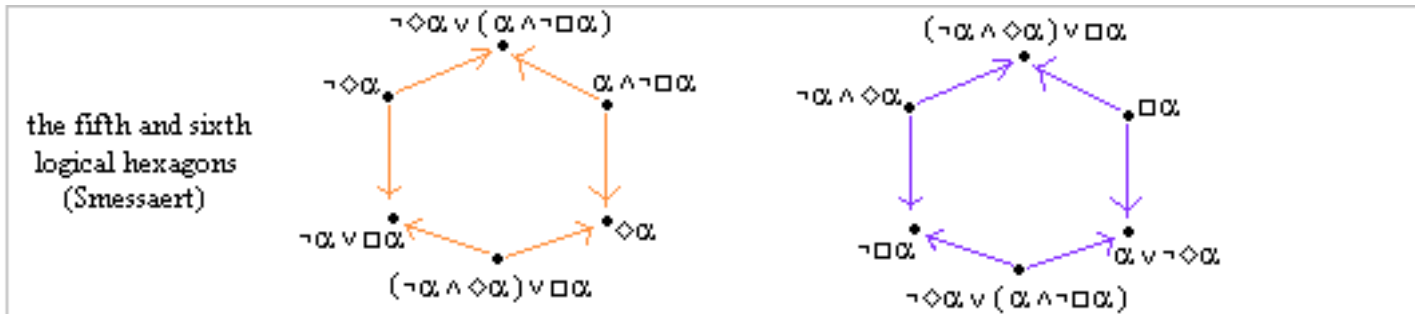 the fifth and sixth
logical hexagons
(Smessaert)
¬◇α ∨ (α ∧ ¬□α)
¬◇α
α ∧ ¬□α
¬α ∨ □α
◇α
(¬α ∧ ◇α) ∨ □α
(¬α ∧ ◇α) ∨ □α
¬α ∧ ◇α
□α
¬□α
α ∨ ¬◇α
¬◇α ∨ (α ∧ ¬□α)